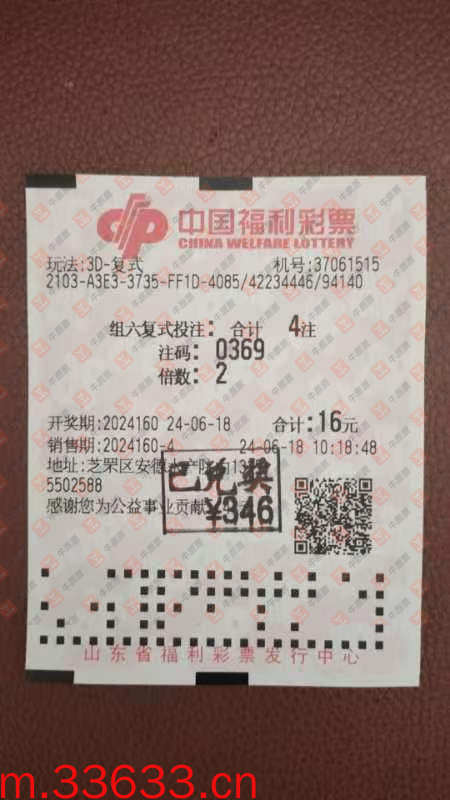 中国福利彩票
CHINA WELFARE LOTTERY
玩法:3D-复式 机号:37061515
2103-A3E3-3735-FF1D-4085/42234446/94140
组六复式投注: 合计 4注
注码: 0369
倍数: 2
开奖期:2024160 24-06-18 合计:16元
销售期:2024160-4 24-06-18 10:18:48
地址:芝罘区安德
5502588
感谢您为公益事业贡献
已兑奖
¥346
山东省福利彩票发行中心
m.33633.cn